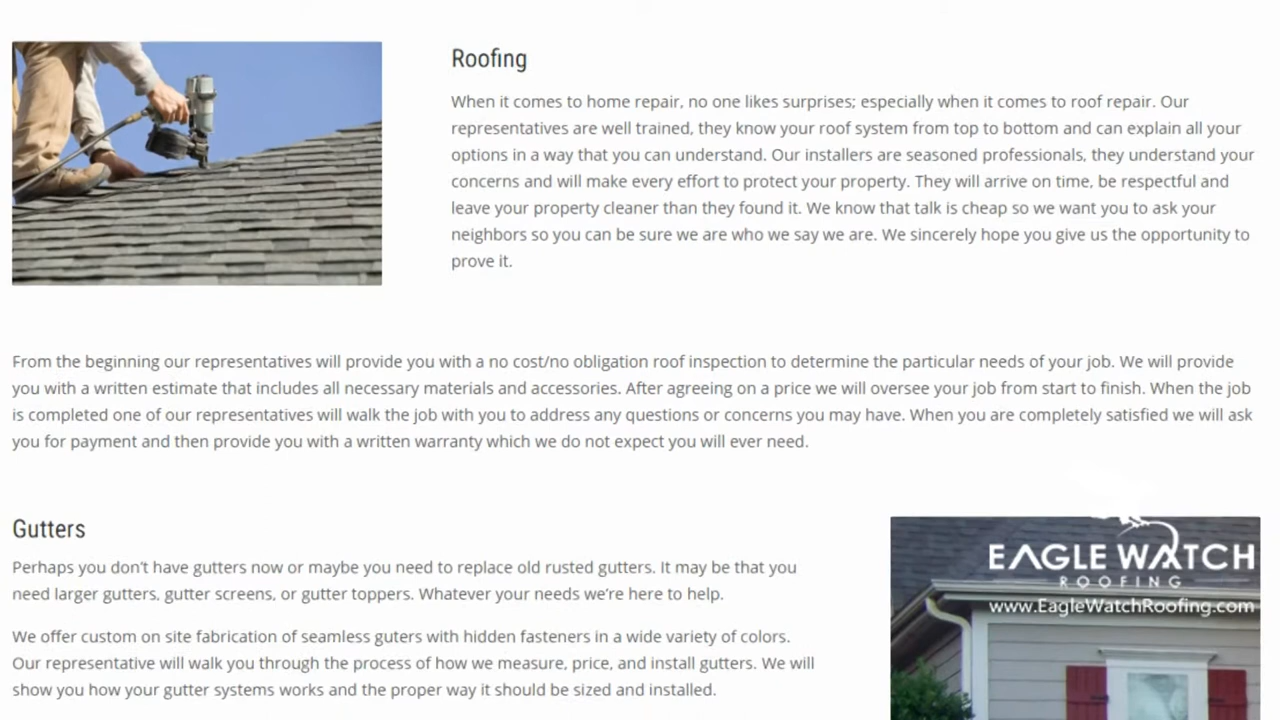 Roofing
When it comes to home repair, no one likes surprises; especially when it comes to roof repair. Our
representatives are well trained, they know your roof system from top to bottom and can explain all your
options in a way that you can understand. Our installers are seasoned professionals, they understand your
concerns and will make every effort to protect your property. They will arrive on time, be respectful and
leave your property cleaner than they found it. We know that talk is cheap so we want you to ask your
neighbors so you can be sure we are who we say we are. We sincerely hope you give us the opportunity to
prove it.
From the beginning our representatives will provide you with a no cost/no obligation roof inspection to determine the particular needs of your job. We will provide
you with a written estimate that includes all necessary materials and accessories. After agreeing on a price we will oversee your job from start to finish. When the job
is completed one of our representatives will walk the job with you to address any questions or concerns you may have. When you are completely satisfied we will ask
you for payment and then provide you with a written warranty which we do not expect you will ever need.
Gutters
Perhaps you don't have gutters now or maybe you need to replace old rusted gutters. It may be that you
need larger gutters, gutter screens, or gutter toppers. Whatever your needs we're here to help.
We offer custom on site fabrication of seamless guters with hidden fasteners in a wide variety of colors.
Our representative will walk you through the process of how we measure, price, and install gutters. We will
show you how your gutter systems works and the proper way it should be sized and installed.
EAGLE WATCH
ROOFING
www.EagleWatchRoofing.com